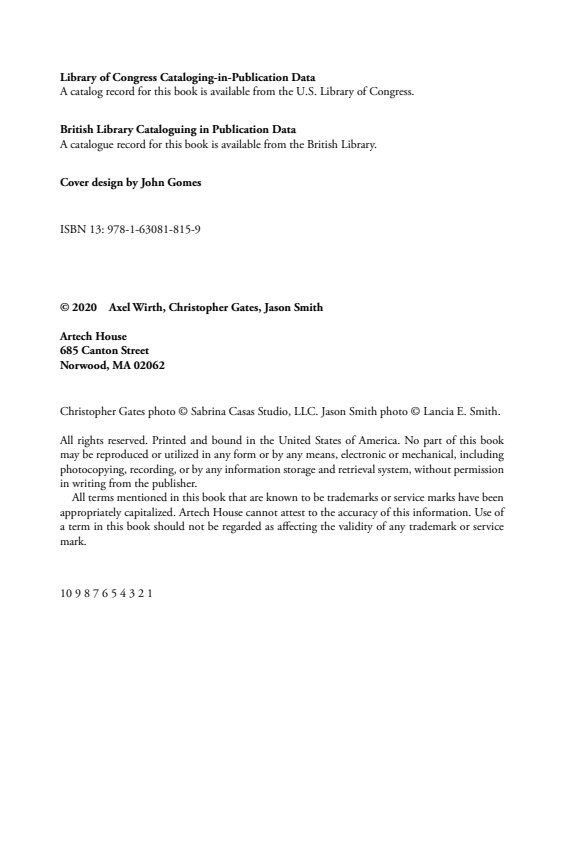 Library of Congress Cataloging-in-Publication Data
A catalog record for this book is available from the U.S. Library of Congress.
British Library Cataloguing in Publication Data
A catalogue record for this book is available from the British Library.
Cover design by John Gomes
ISBN 13: 978-1-63081-815-9
© 2020 Axel Wirth, Christopher Gates, Jason Smith
Artech House
685 Canton Street
Norwood, MA 02062
Christopher Gates photo © Sabrina Casas Studio, LLC. Jason Smith photo © Lancia E. Smith.
All rights reserved. Printed and bound in the United States of America. No part of this book
may be reproduced or utilized in any form or by any means, electronic or mechanical, including
photocopying, recording, or by any information storage and retrieval system, without permission
in writing from the publisher.
All terms mentioned in this book that are known to be trademarks or service marks have been
appropriately capitalized. Artech House cannot attest to the accuracy of this information. Use of
a term in this book should not be regarded as affecting the validity of any trademark or service
mark.
10 9 8 7 6 5 4 3 2 1